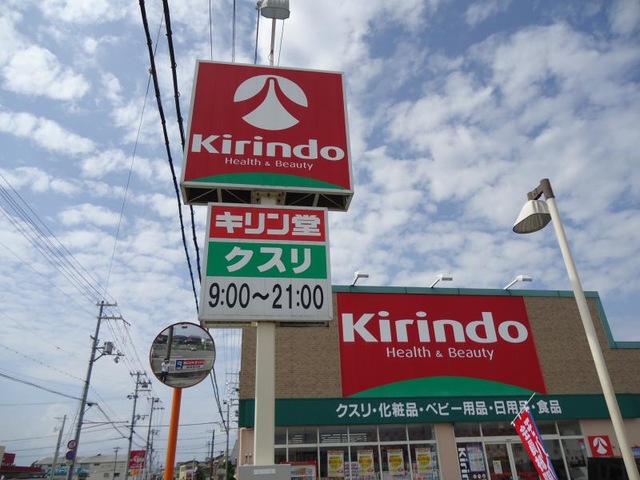 Kirindo
Health & Beauty
キリン堂
クスリ
9:00～21:00
Kirindo
Health & Beauty
クスリ・化粧品・ベビー用品・日用品・食品